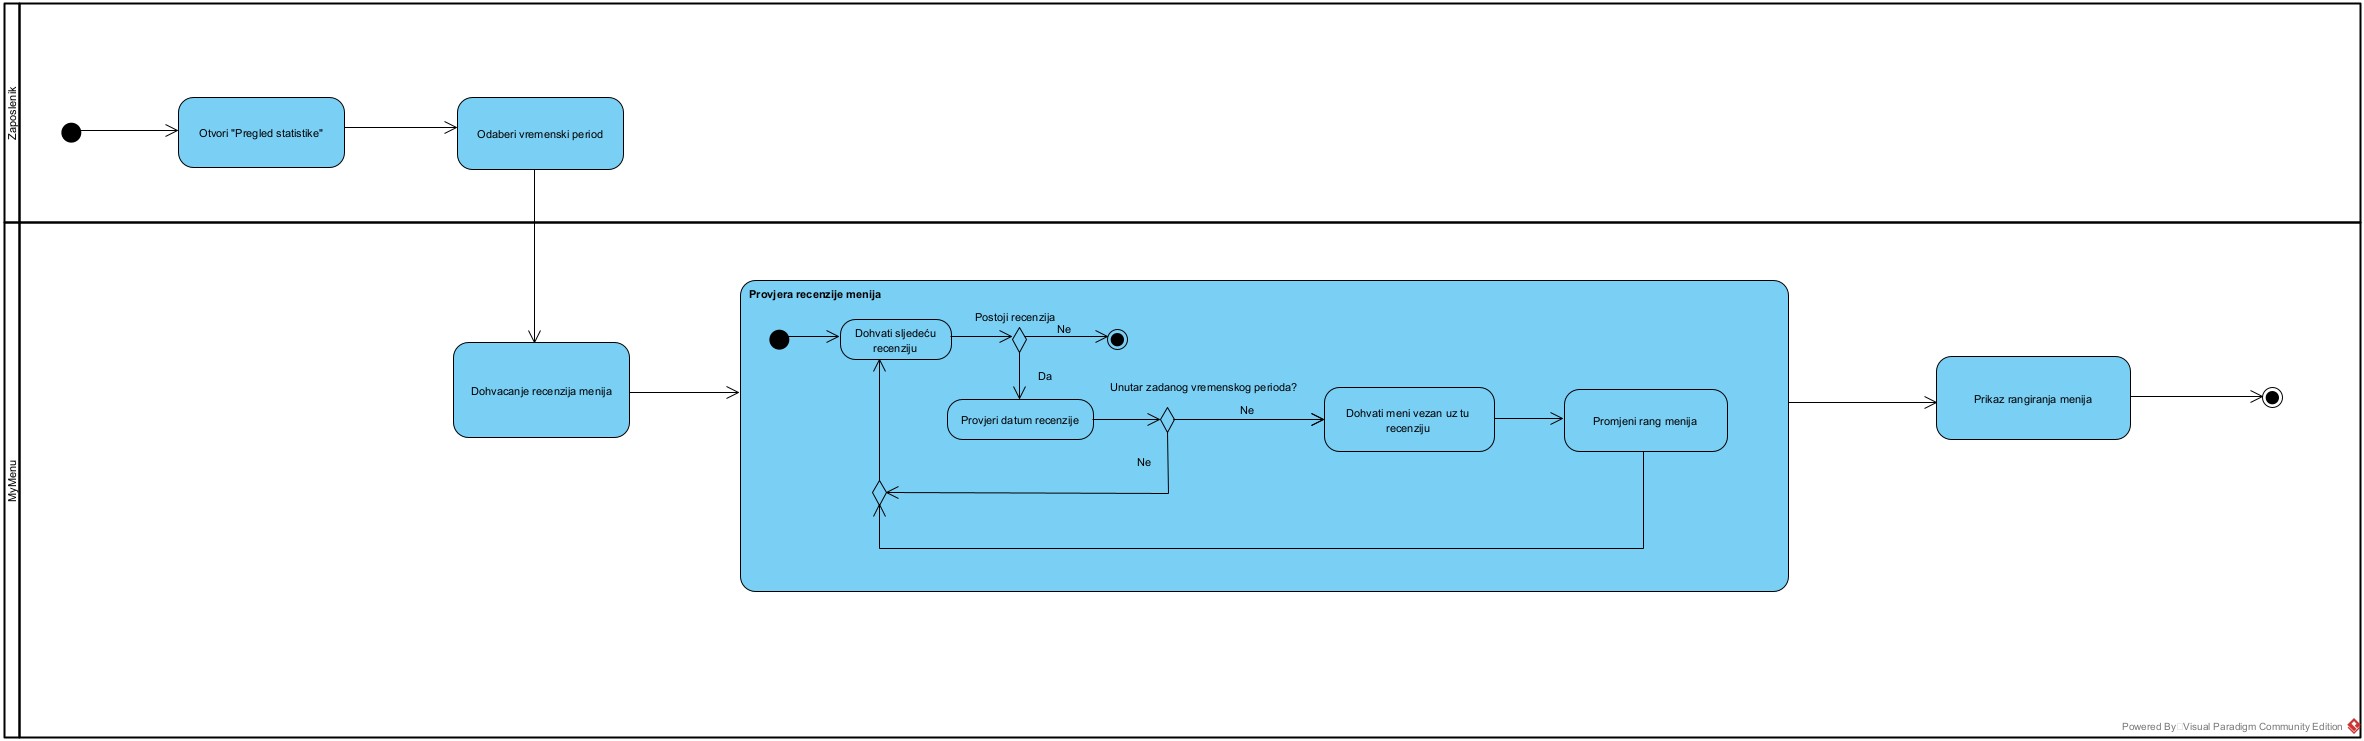 Zaposlenik
Otvori "Pregled statistike"
Odaberi vremenski period
MyMenu
Dohvacanje recenzija menija
Provjera recenzije menija
Dohvati sljedeću
recenziju
Postoji recenzija
Ne
Da
Provjeri datum recenzije
Unutar zadanog vremenskog perioda?
Ne
Ne
Dohvati meni vezan uz tu
recenziju
Promjeni rang menija
Prikaz rangiranja menija
Powered By Visual Paradigm Community Edition